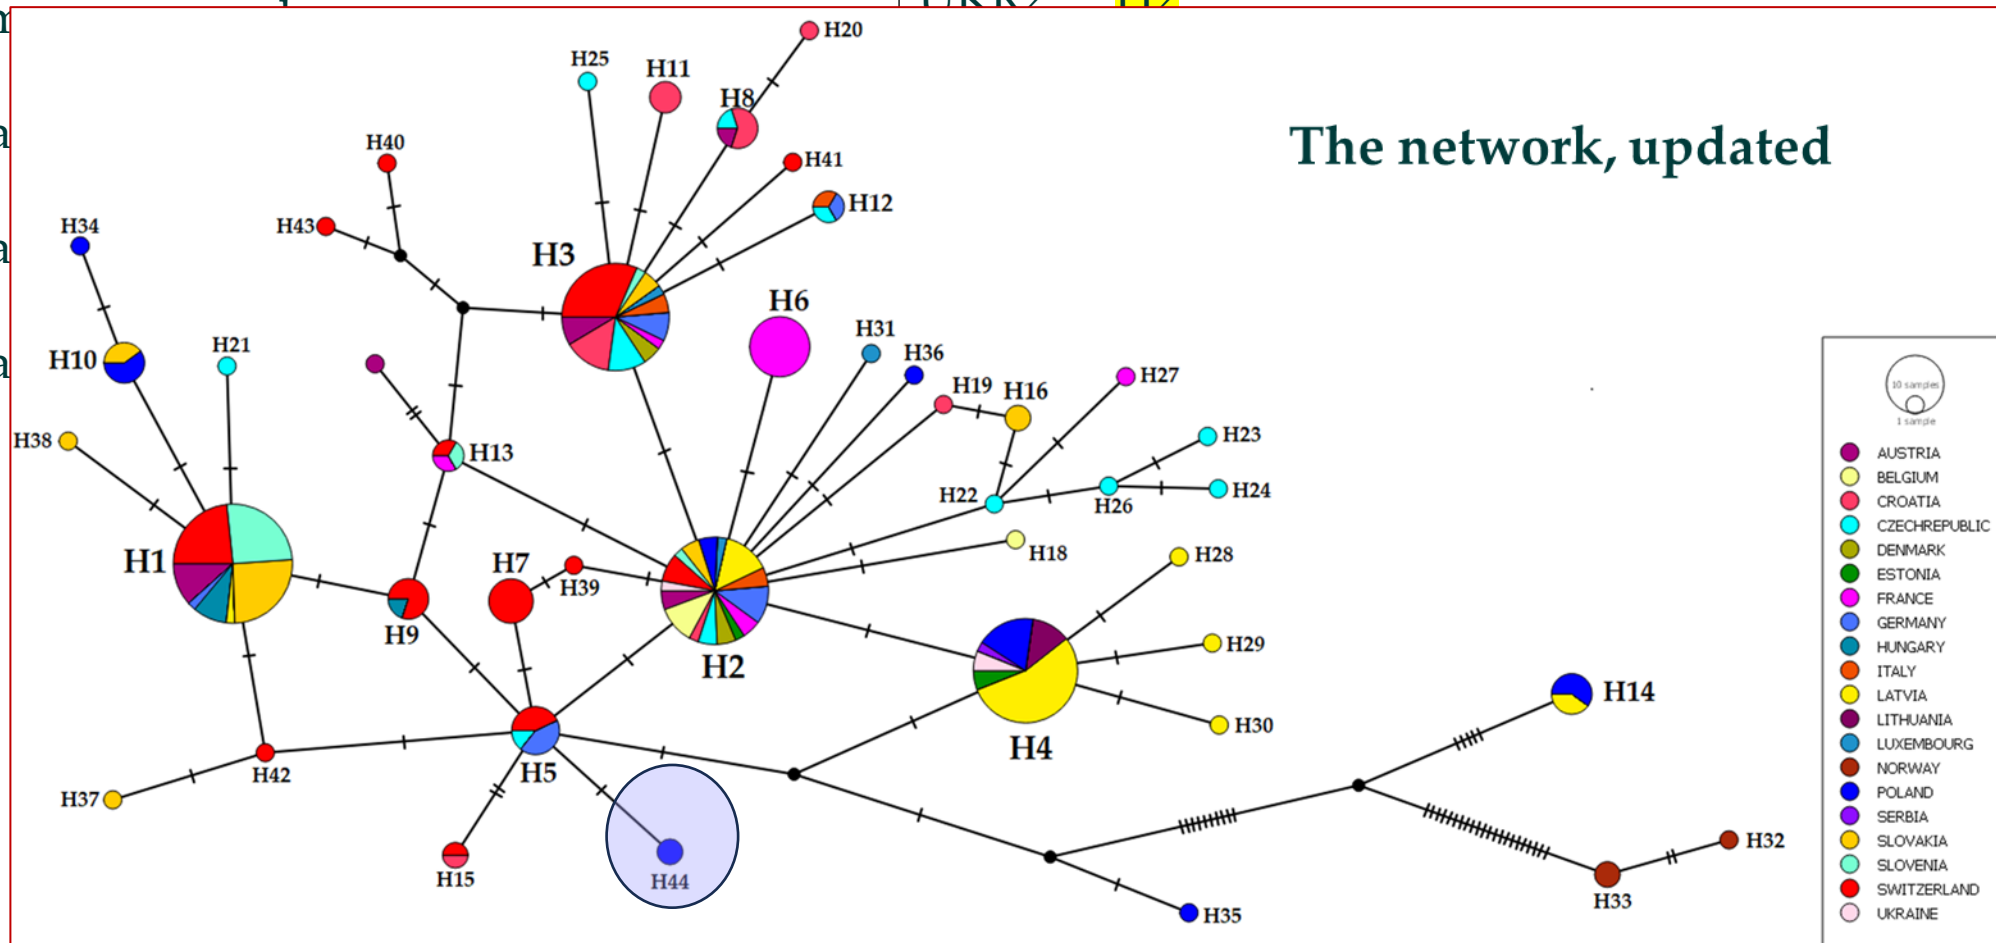 H20
H25
H11
H8
The network, updated
H40
H41
H12
H34
H43
H3
H6
H31
H10
H21
H36
H19
H16
H27
H38
H13
H23
H22
H26
H24
H1
H7
H39
H18
H28
H9
H2
H29
H14
H30
H4
H42
H5
H37
H15
H44
H35
H33
H32
10 samples
1 sample
AUSTRIA
BELGIUM
CROATIA
CZECHREPUBLIC
DENMARK
ESTONIA
FRANCE
GERMANY
HUNGARY
ITALY
LATVIA
LITHUANIA
LUXEMBOURG
NORWAY
POLAND
SERBIA
SLOVAKIA
SLOVENIA
SWITZERLAND
UKRAINE